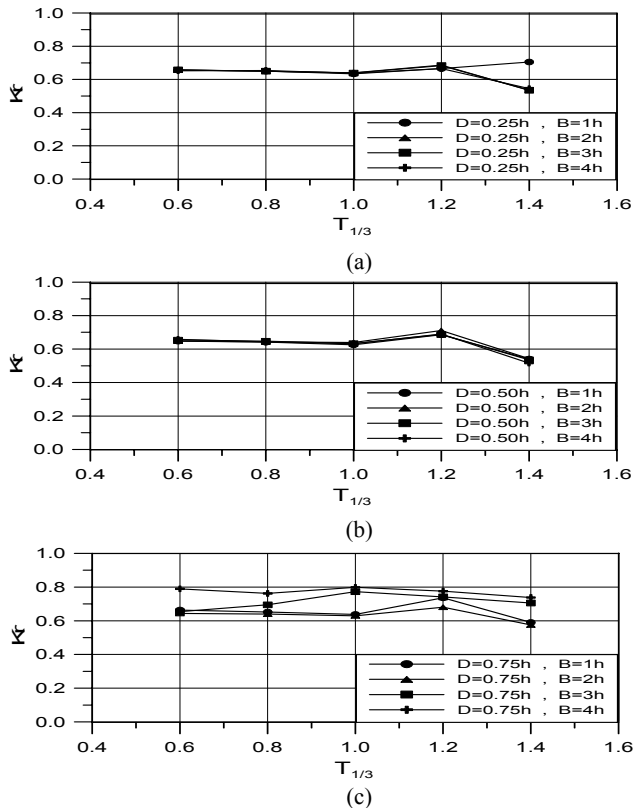 1.0
0.8
0.6
Kr
0.4
0.2
0.0
D=0.25h , B=1h
D=0.25h , B=2h
D=0.25h , B=3h
D=0.25h , B=4h
0.4 0.6 0.8 1.0 1.2 1.4 1.6
T1/3
(a)
1.0
0.8
0.6
Kr
0.4
0.2
0.0
D=0.50h , B=1h
D=0.50h , B=2h
D=0.50h , B=3h
D=0.50h , B=4h
0.4 0.6 0.8 1.0 1.2 1.4 1.6
T1/3
(b)
1.0
0.8
0.6
Kr
0.4
0.2
0.0
D=0.75h , B=1h
D=0.75h , B=2h
D=0.75h , B=3h
D=0.75h , B=4h
0.4 0.6 0.8 1.0 1.2 1.4 1.6
T1/3
(c)